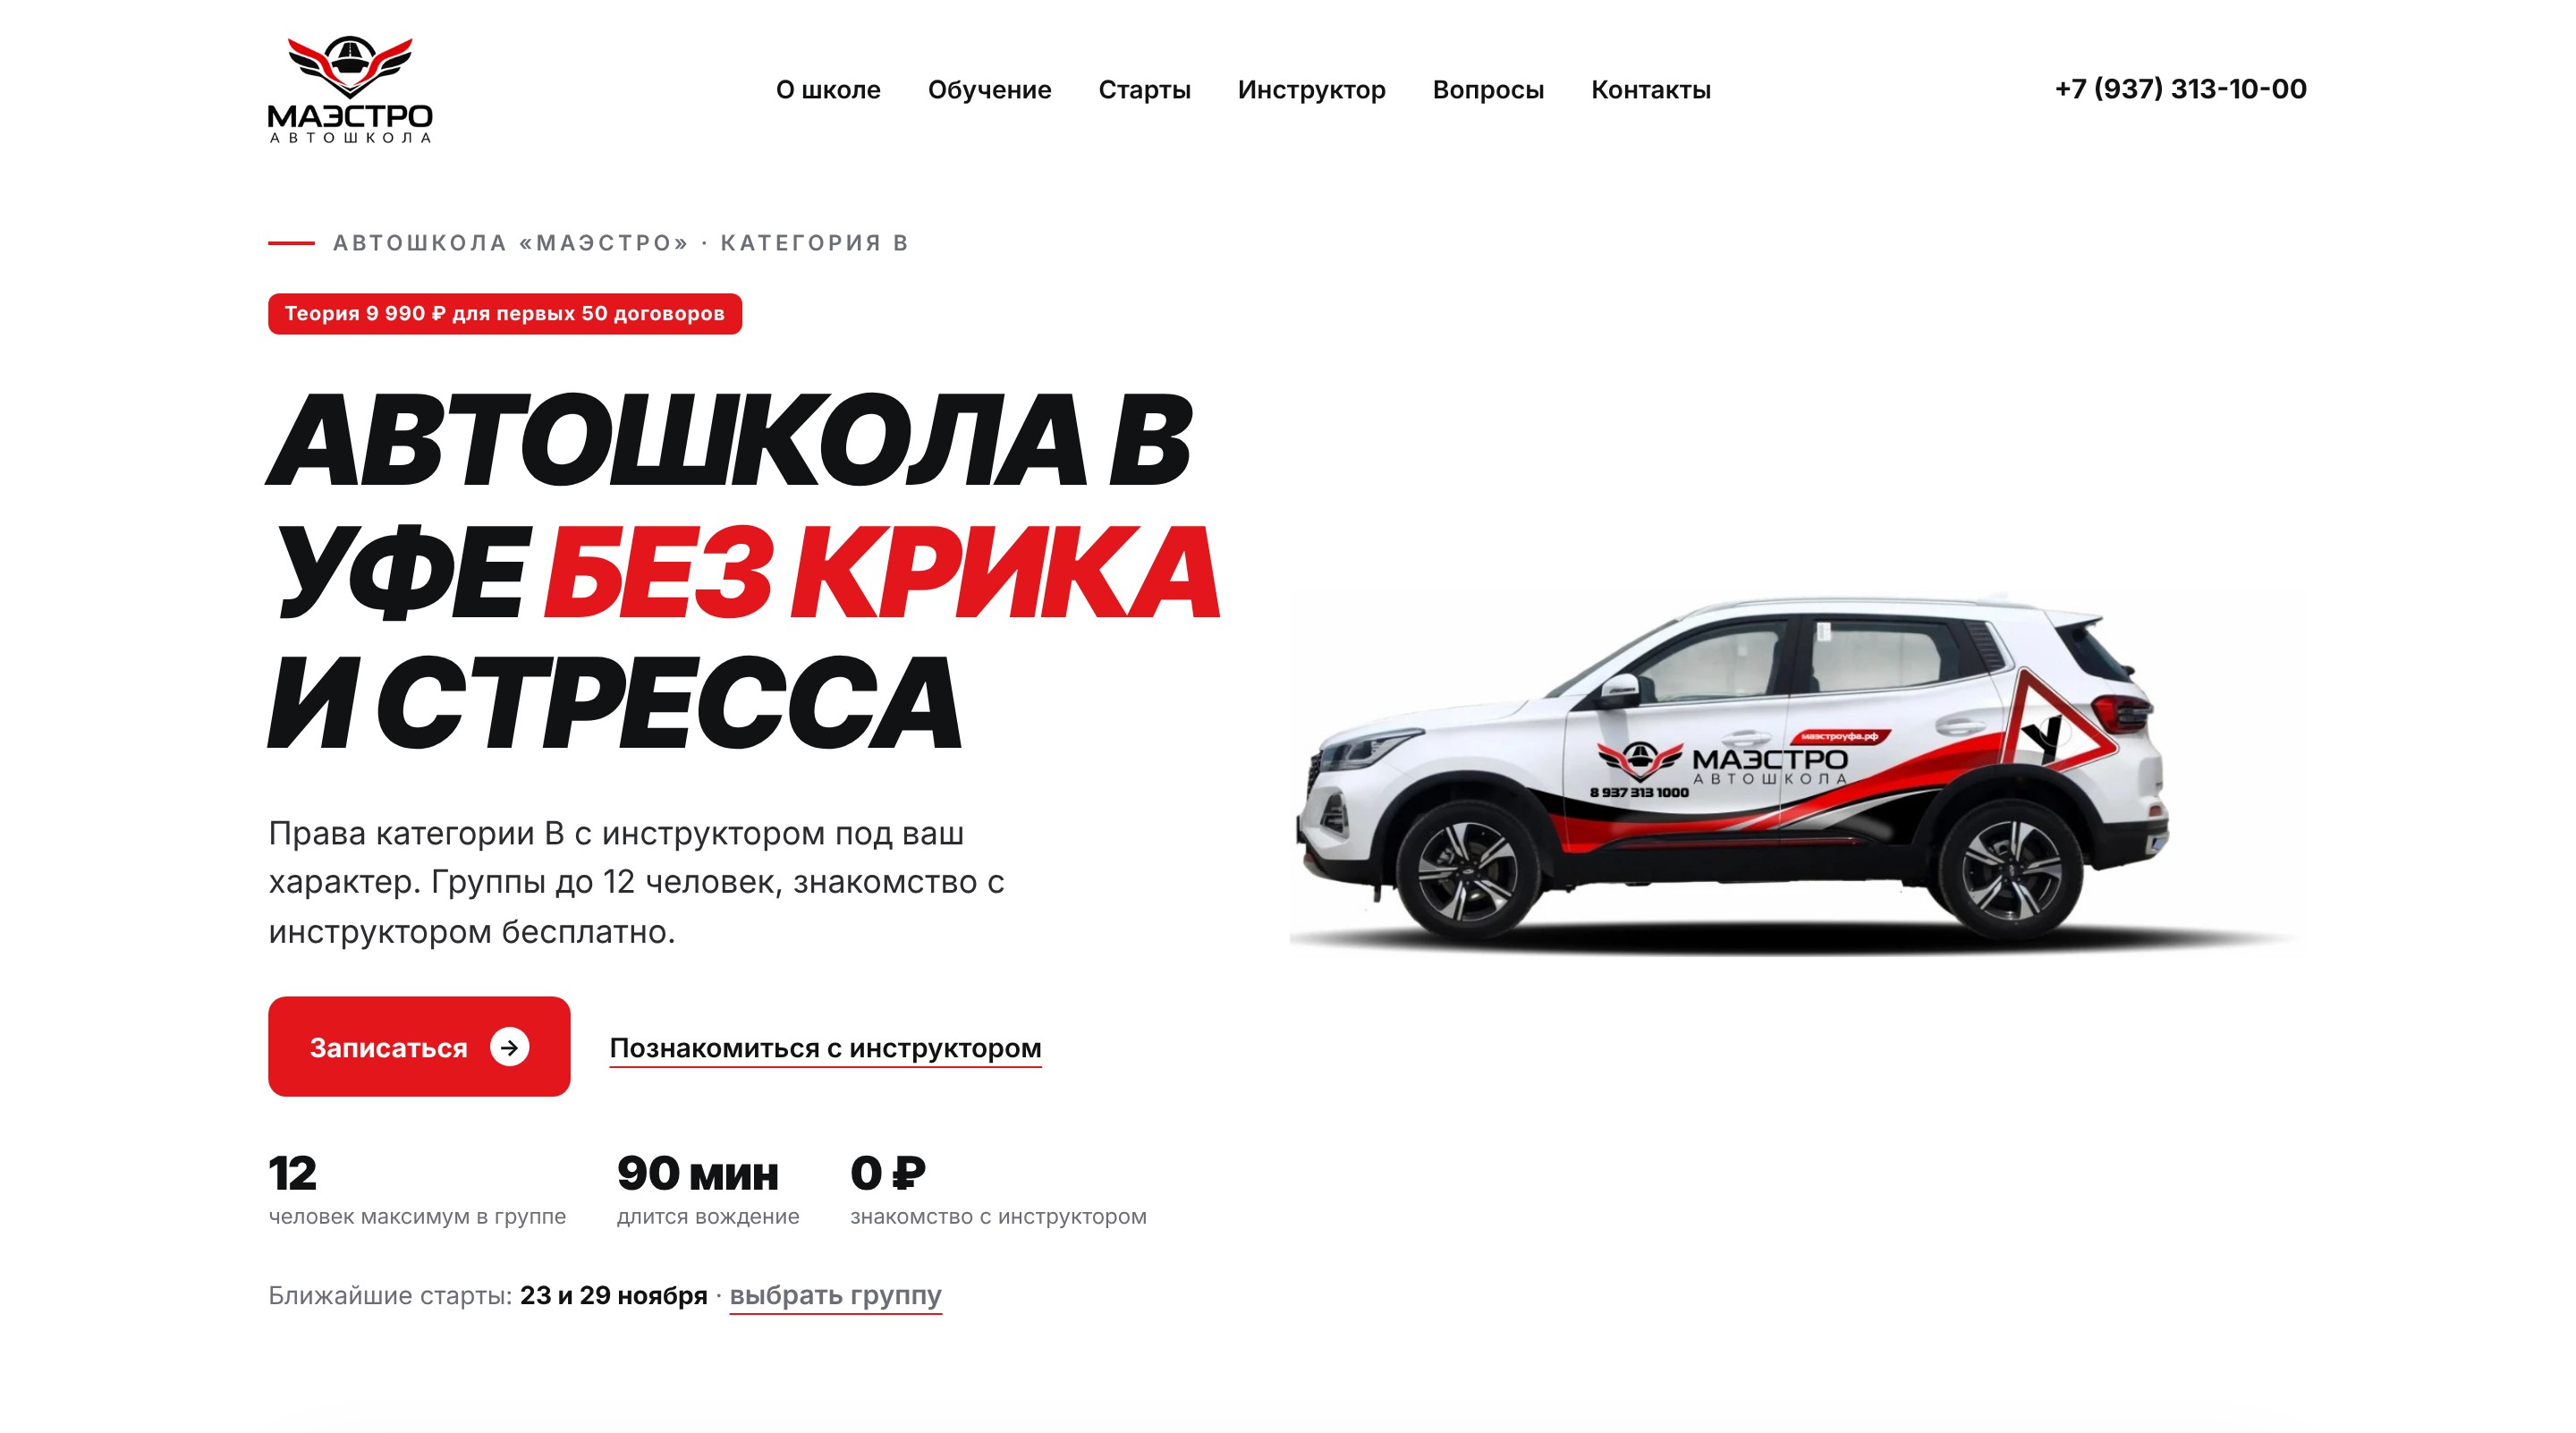 МАЭСТРО
АВТОШКОЛА
О школе Обучение Старты Инструктор Вопросы Контакты
+7 (937) 313-10-00
АВТОШКОЛА «МАЭСТРО» · КАТЕГОРИЯ B
Теория 9 990 ₽ для первых 50 договоров
АВТОШКОЛА В
УФЕ БЕЗ КРИКА
И СТРЕССА
Права категории B с инструктором под ваш
характер. Группы до 12 человек, знакомство с
инструктором бесплатно.
Записаться
Познакомиться с инструктором
12
человек максимум в группе
90 мин
длится вождение
0 ₽
знакомство с инструктором
Ближайшие старты: 23 и 29 ноября · выбрать группу
маэстроуфа.рф
МАЭСТРО
АВТОШКОЛА
8 937 313 1000
У